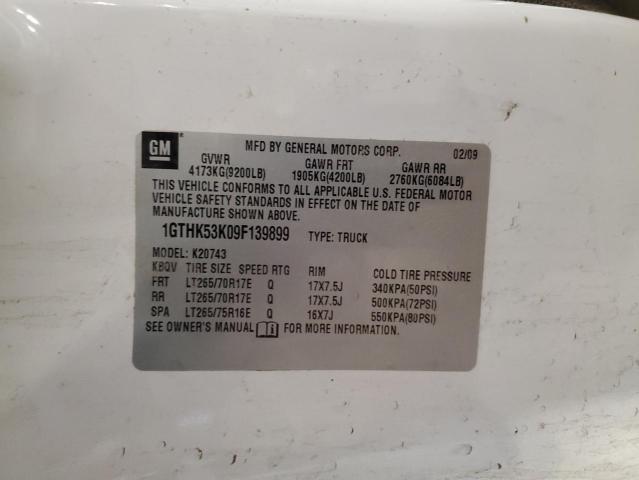 GM
MFD BY GENERAL MOTORS CORP. 02/09
GVWR GAWR FRT GAWR RR
4173KG(9200LB) 1905KG(4200LB) 2760KG(6084LB)
THIS VEHICLE CONFORMS TO ALL APPLICABLE U.S. FEDERAL MOTOR
VEHICLE SAFETY STANDARDS IN EFFECT ON THE DATE OF
MANUFACTURE SHOWN ABOVE.
1GTHK53K09F139899 TYPE: TRUCK
MODEL: K20743
KBQV TIRE SIZE SPEED RTG RIM COLD TIRE PRESSURE
FRT LT265/70R17E Q 17X7.5J 340KPA(50PSI)
RR LT265/70R17E Q 17X7.5J 500KPA(72PSI)
SPA LT265/75R16E Q 16X7J 550KPA(80PSI)
SEE OWNER'S MANUAL FOR MORE INFORMATION.